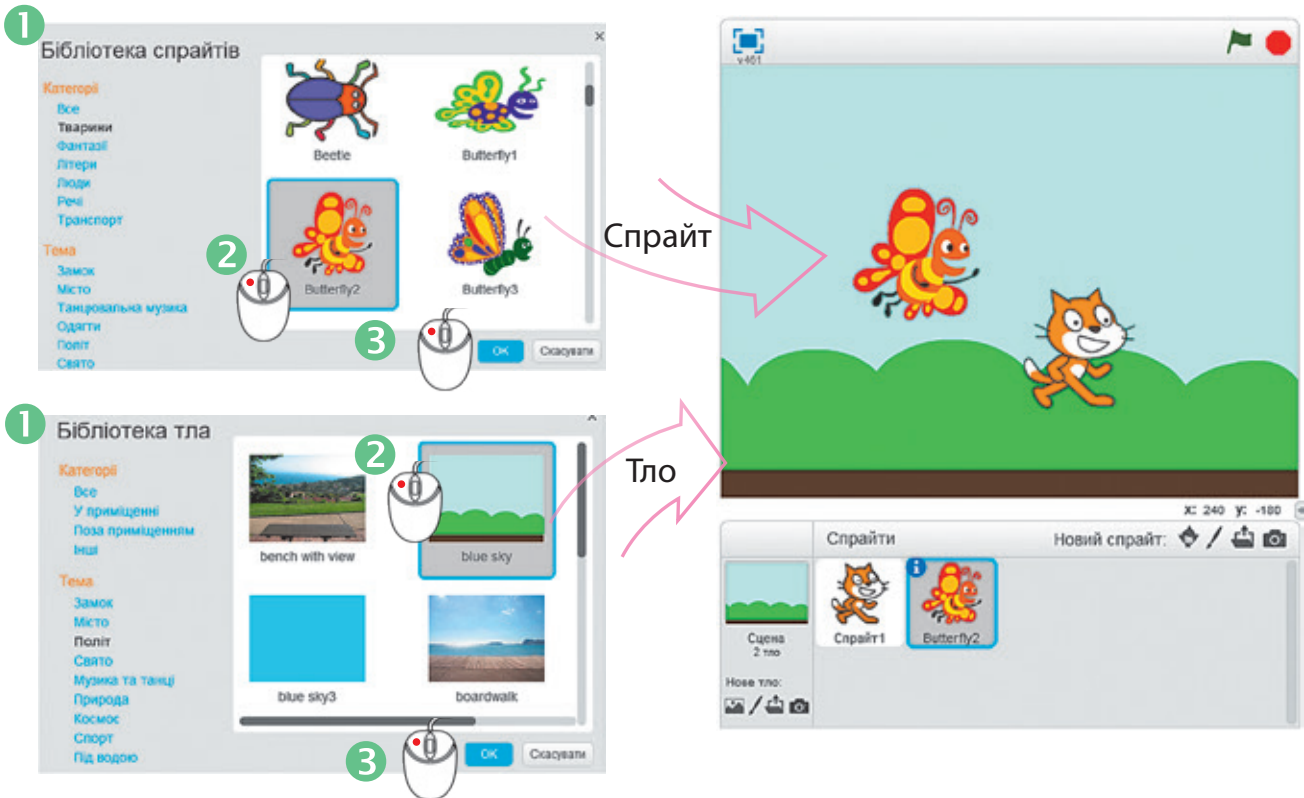 1
Бібліотека спрайтів
Категорії
Все
Тварини
Фантазії
Літери
Люди
Речі
Транспорт
Тема
Замок
Місто
Танцювальна музика
Одягти
Політ
Свято
Beetle
Butterfly1
2
Butterfly2
Butterfly3
3
OK
Скасувати
Спрайт
1
Бібліотека тла
Категорії
Все
У приміщенні
Поза приміщенням
Інші
Тема
Замок
Місто
Політ
Свято
Музика та танці
Природа
Космос
Спорт
Під водою
2
bench with view
blue sky
blue sky3
boardwalk
3
OK
Скасувати
Тло
v461
x: 240 y: -180
Спрайти
Новий спрайт:
Сцена
2 тло
Нове тло:
Спрайт1
i
Butterfly2